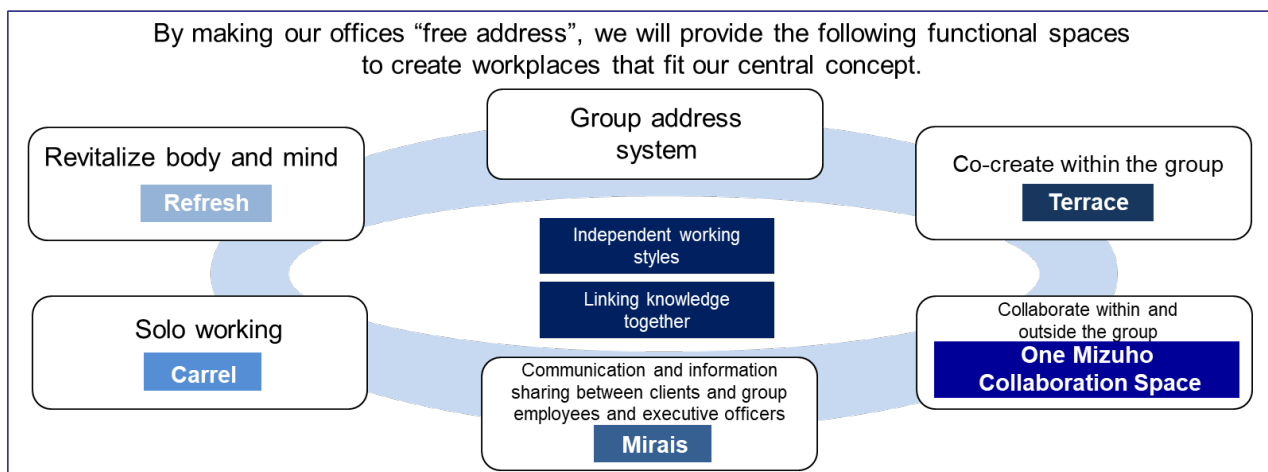 By making our offices “free address”, we will provide the following functional spaces
to create workplaces that fit our central concept.
Group address
system
Revitalize body and mind
Refresh
Co-create within the group
Terrace
Independent working
styles
Linking knowledge
together
Solo working
Carrel
Communication and information
sharing between clients and group
employees and executive officers
Mirais
Collaborate within and
outside the group
One Mizuho
Collaboration Space